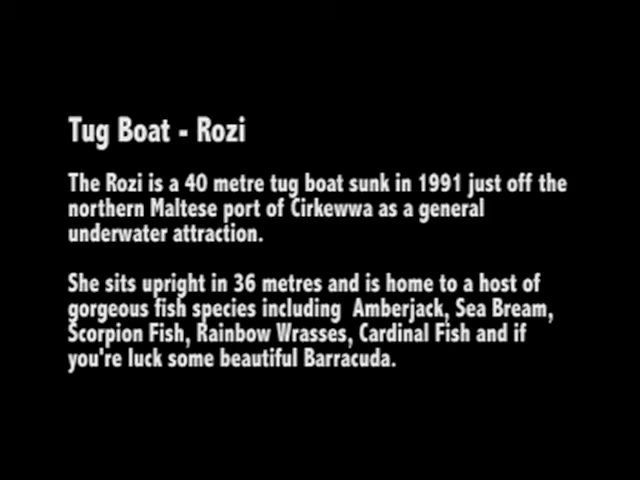 Tug Boat - Rozi
The Rozi is a 40 metre tug boat sunk in 1991 just off the
northern Maltese port of Cirkewwa as a general
underwater attraction.
She sits upright in 36 metres and is home to a host of
gorgeous fish species including  Amberjack, Sea Bream,
Scorpion Fish, Rainbow Wrasses, Cardinal Fish and if
you're luck some beautiful Barracuda.